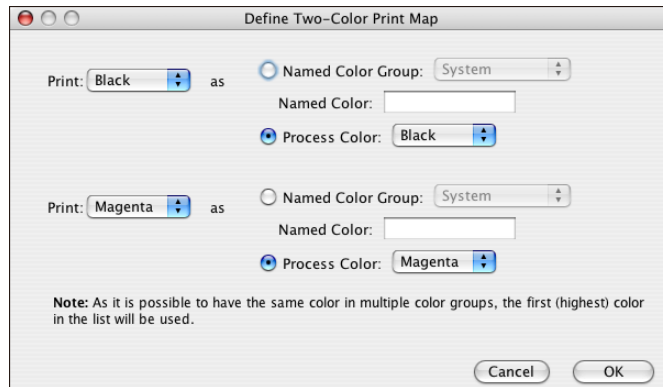 Define Two-Color Print Map
Print: Black as
Named Color Group: System
Named Color:
Process Color: Black
Print: Magenta as
Named Color Group: System
Named Color:
Process Color: Magenta
Note: As it is possible to have the same color in multiple color groups, the first (highest) color
in the list will be used.
Cancel OK